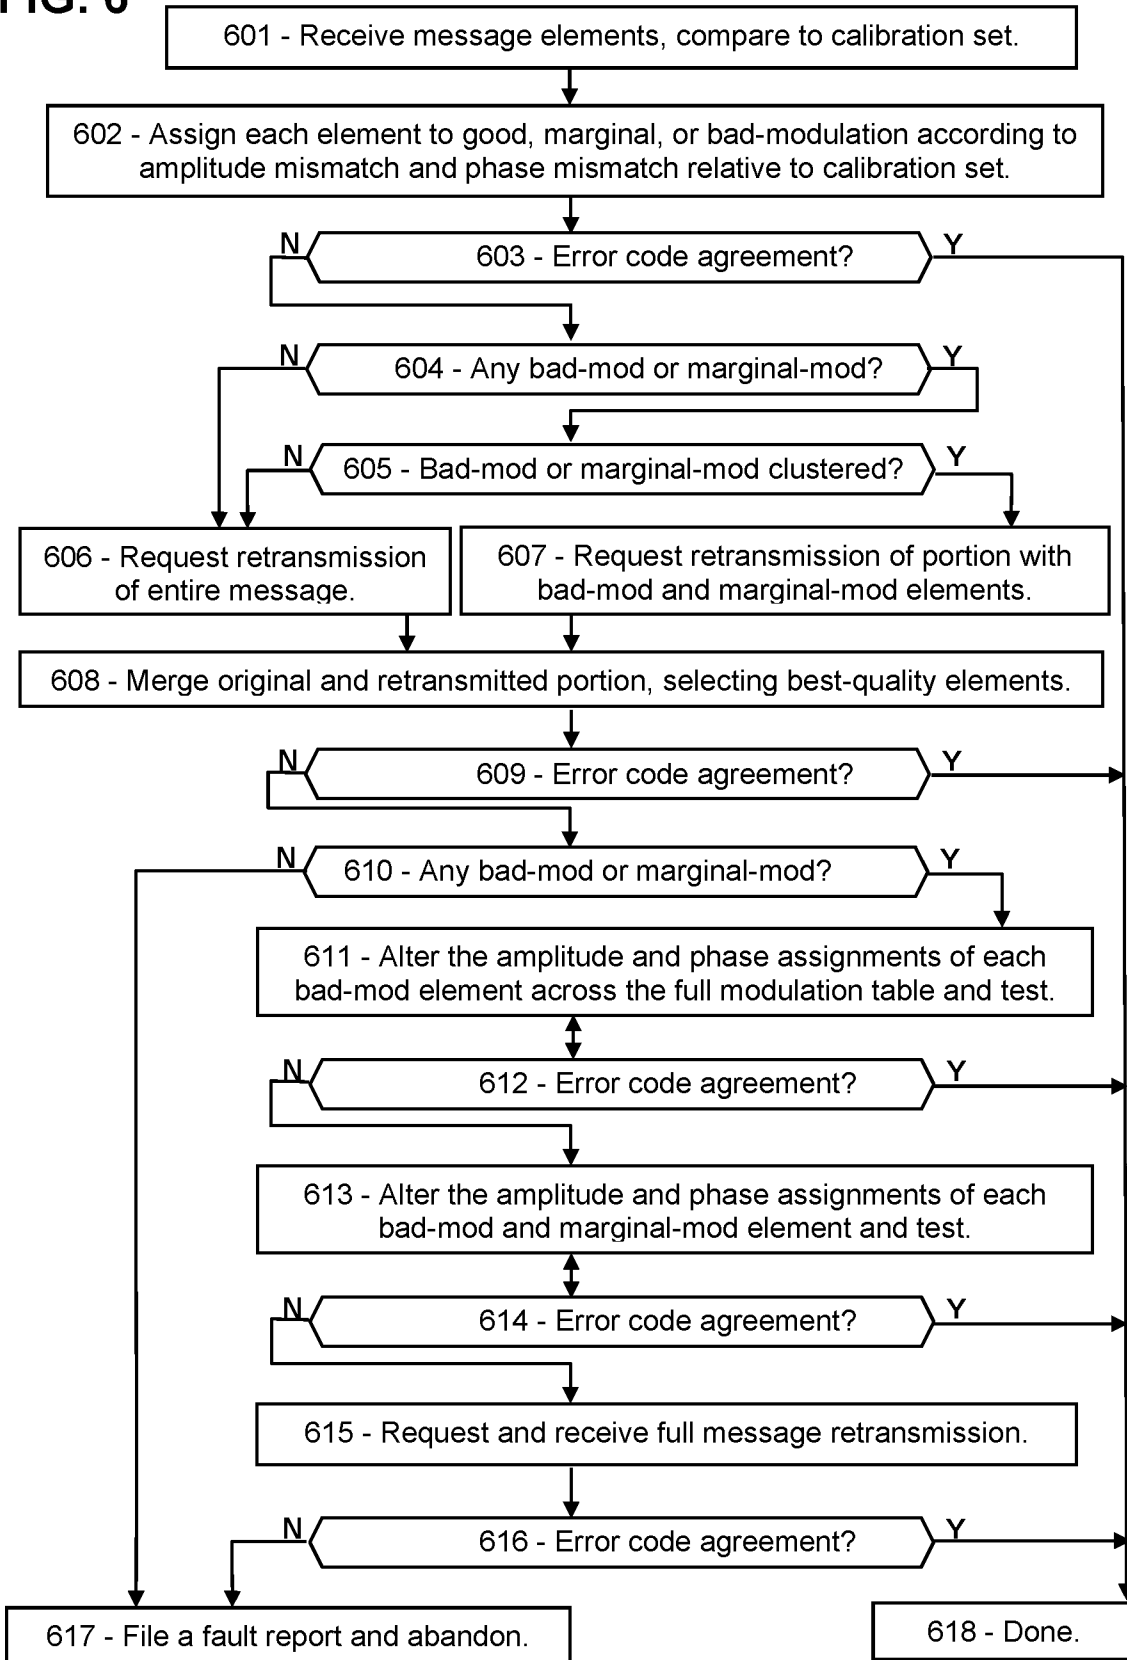 FIG. 6
601 - Receive message elements, compare to calibration set.
602 - Assign each element to good, marginal, or bad-modulation according to
amplitude mismatch and phase mismatch relative to calibration set.
N
603 - Error code agreement?
Y
N
604 - Any bad-mod or marginal-mod?
Y
N
605 - Bad-mod or marginal-mod clustered?
Y
606 - Request retransmission
of entire message.
607 - Request retransmission of portion with
bad-mod and marginal-mod elements.
608 - Merge original and retransmitted portion, selecting best-quality elements.
N
609 - Error code agreement?
Y
N
610 - Any bad-mod or marginal-mod?
Y
611 - Alter the amplitude and phase assignments of each
bad-mod element across the full modulation table and test.
N
612 - Error code agreement?
Y
613 - Alter the amplitude and phase assignments of each
bad-mod and marginal-mod element and test.
N
614 - Error code agreement?
Y
615 - Request and receive full message retransmission.
N
616 - Error code agreement?
Y
617 - File a fault report and abandon.
618 - Done.